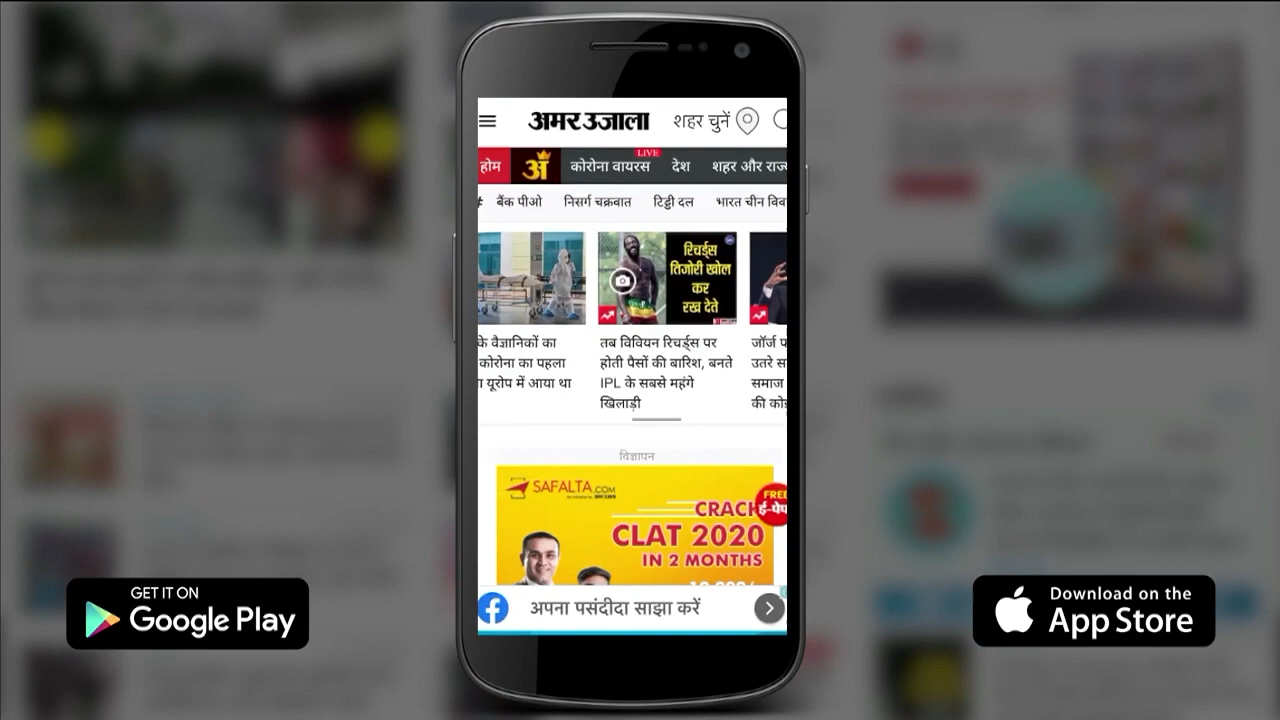 अमर उजाला
शहर चुनें
होम
अ
कोरोना वायरस
LIVE
देश
शहर और राज्
# बैंक पीओ
निसर्ग चक्रवात
टिड्डी दल
भारत चीन विवा
रिचर्ड्स
तिजोरी खोल
कर
रख देते
के वैज्ञानिकों का
कोरोना का पहला
यूरोप में आया था
तब विवियन रिचर्ड्स पर
होती पैसों की बारिश, बनते
IPL के सबसे महंगे
खिलाड़ी
जॉर्ज
उतरे
समाज
की
विज्ञापन
SAFALTA.COM
CRACK
CLAT 2020
IN 2 MONTHS
FREE
ई-पेप
अपना पसंदीदा साझा करें
GET IT ON
Google Play
Download on the
App Store